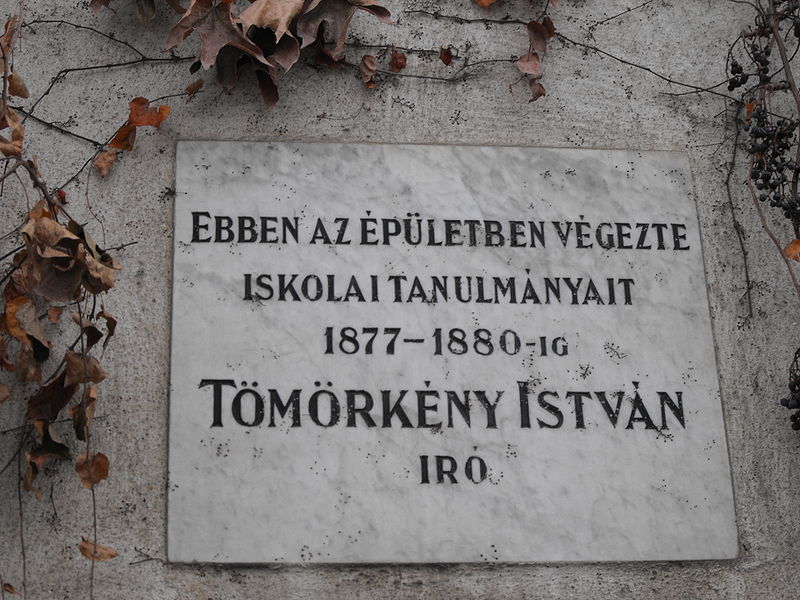 EBBEN AZ ÉPÜLETBEN VÉGEZTE
ISKOLAI TANULMÁNYAIT
1877–1880-IG
TÖMÖRKÉNY ISTVÁN
IRÓ